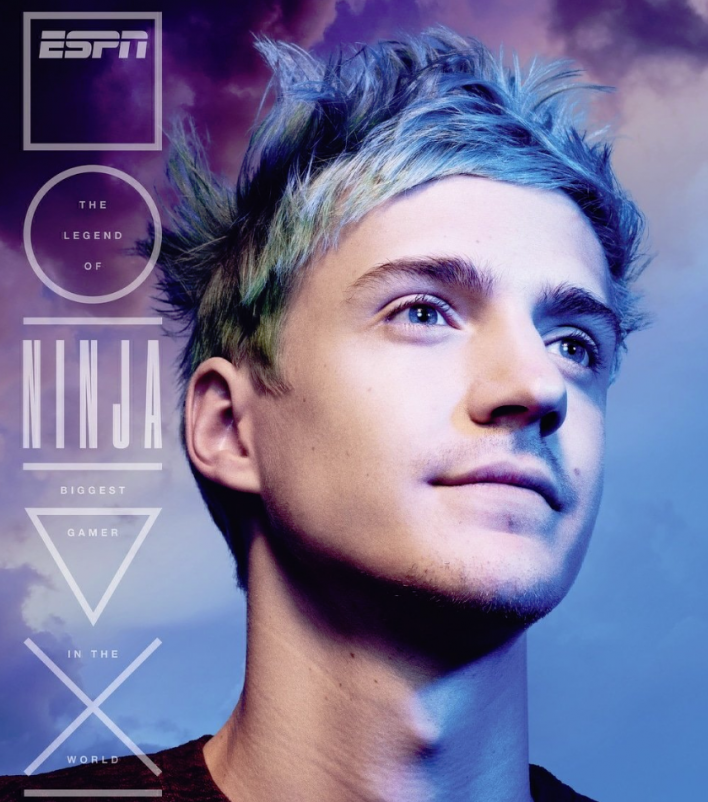 ESPN
THE
LEGEND
OF
NINJA
BIGGEST
GAMER
IN THE
WORLD